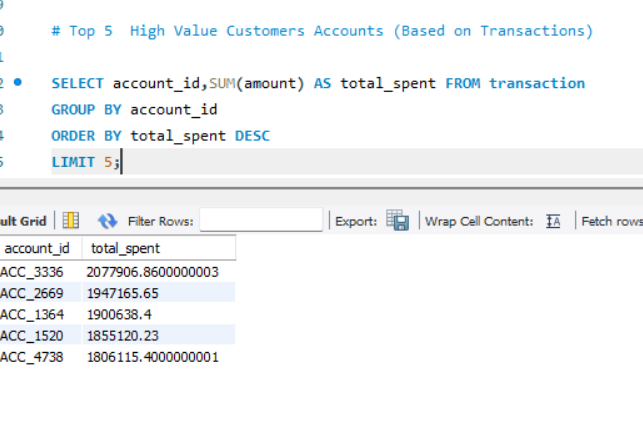 # Top 5  High Value Customers Accounts (Based on Transactions)
SELECT account_id,SUM(amount) AS total_spent FROM transaction
GROUP BY account_id
ORDER BY total_spent DESC
LIMIT 5;
Grid Filter Rows: Export: Wrap Cell Content: Fetch rows
account_id total_spent
ACC_3336 2077906.8600000003
ACC_2669 1947165.65
ACC_1364 1900638.4
ACC_1520 1855120.23
ACC_4738 1806115.4000000001